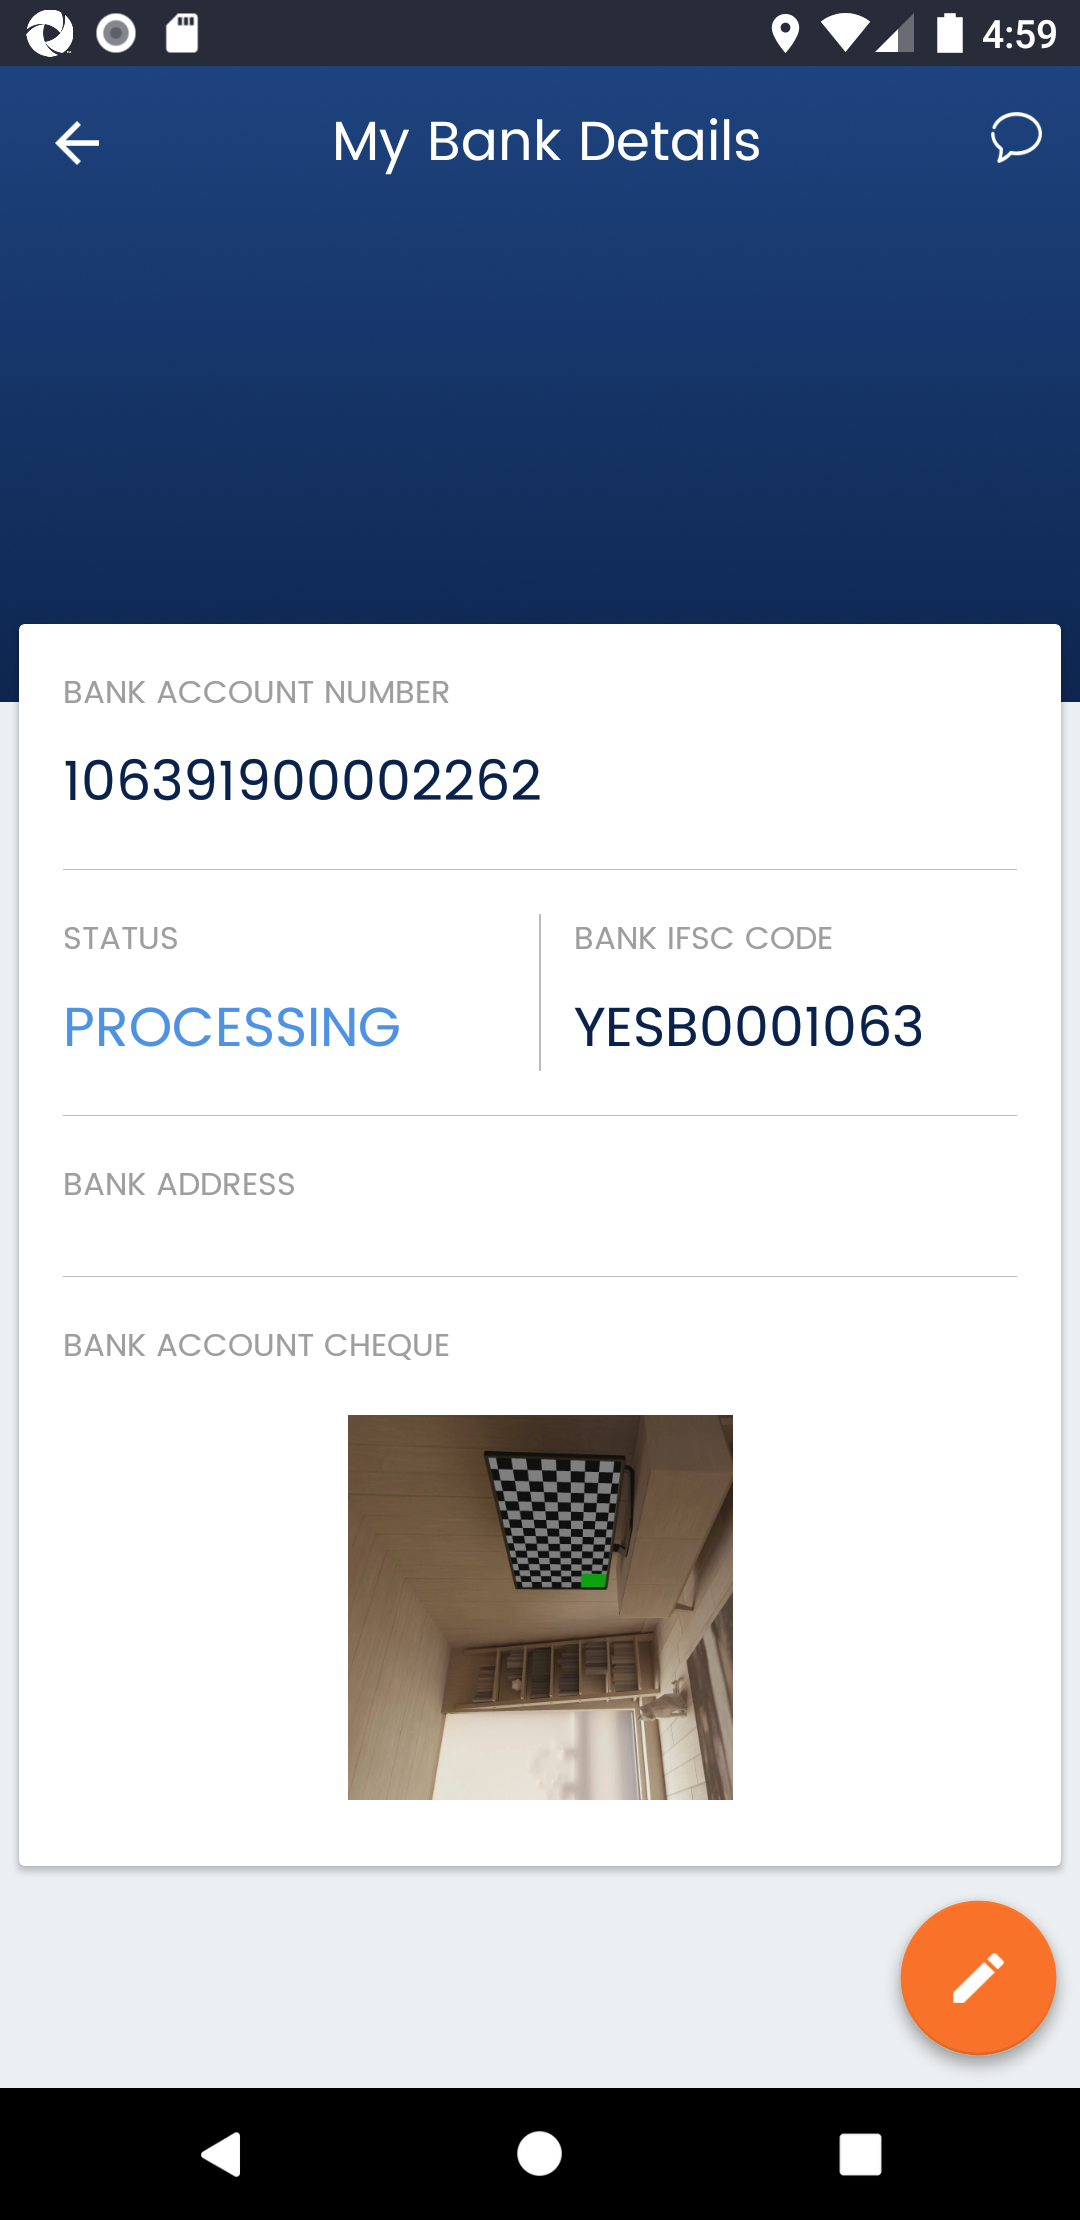 4:59
My Bank Details
BANK ACCOUNT NUMBER
106391900002262
STATUS
BANK IFSC CODE
PROCESSING
YESB0001063
BANK ADDRESS
BANK ACCOUNT CHEQUE